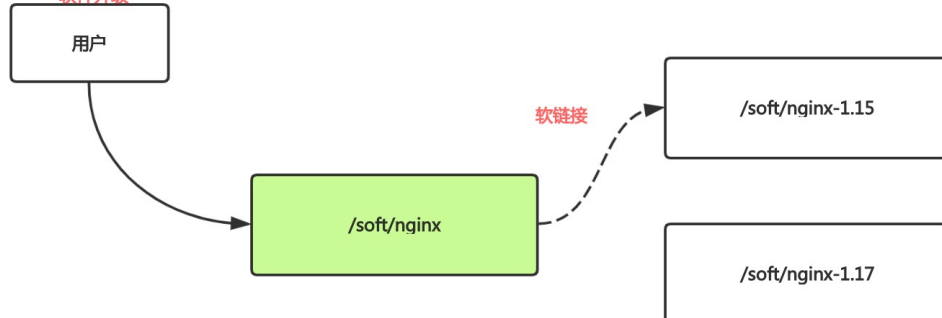 用户
/soft/nginx-1.15
软链接
/soft/nginx
/soft/nginx-1.17